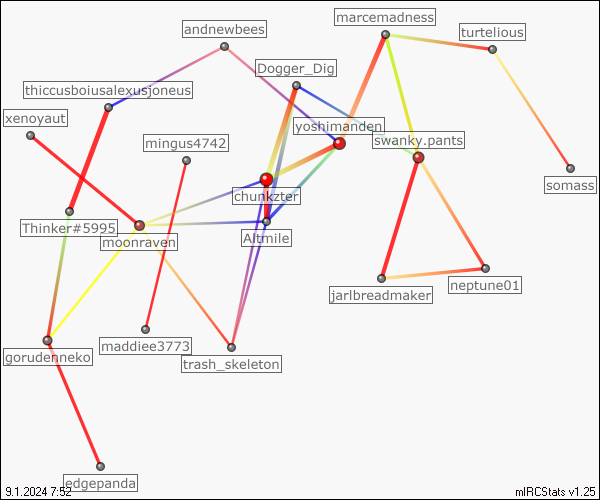 marcemadness
andnewbees
turtelious
Dogger_Dig
thiccusboiusalexusjoneus
xenoyaut
yoshimanden
mingus4742
swanky.pants
somass
chunkzter
Thinker#5995
moonraven
Altmile
neptune01
jarlbreadmaker
maddiee3773
gorudenneko
trash_skeleton
edgepanda
9.1.2024 7:52
mIRCStats v1.25